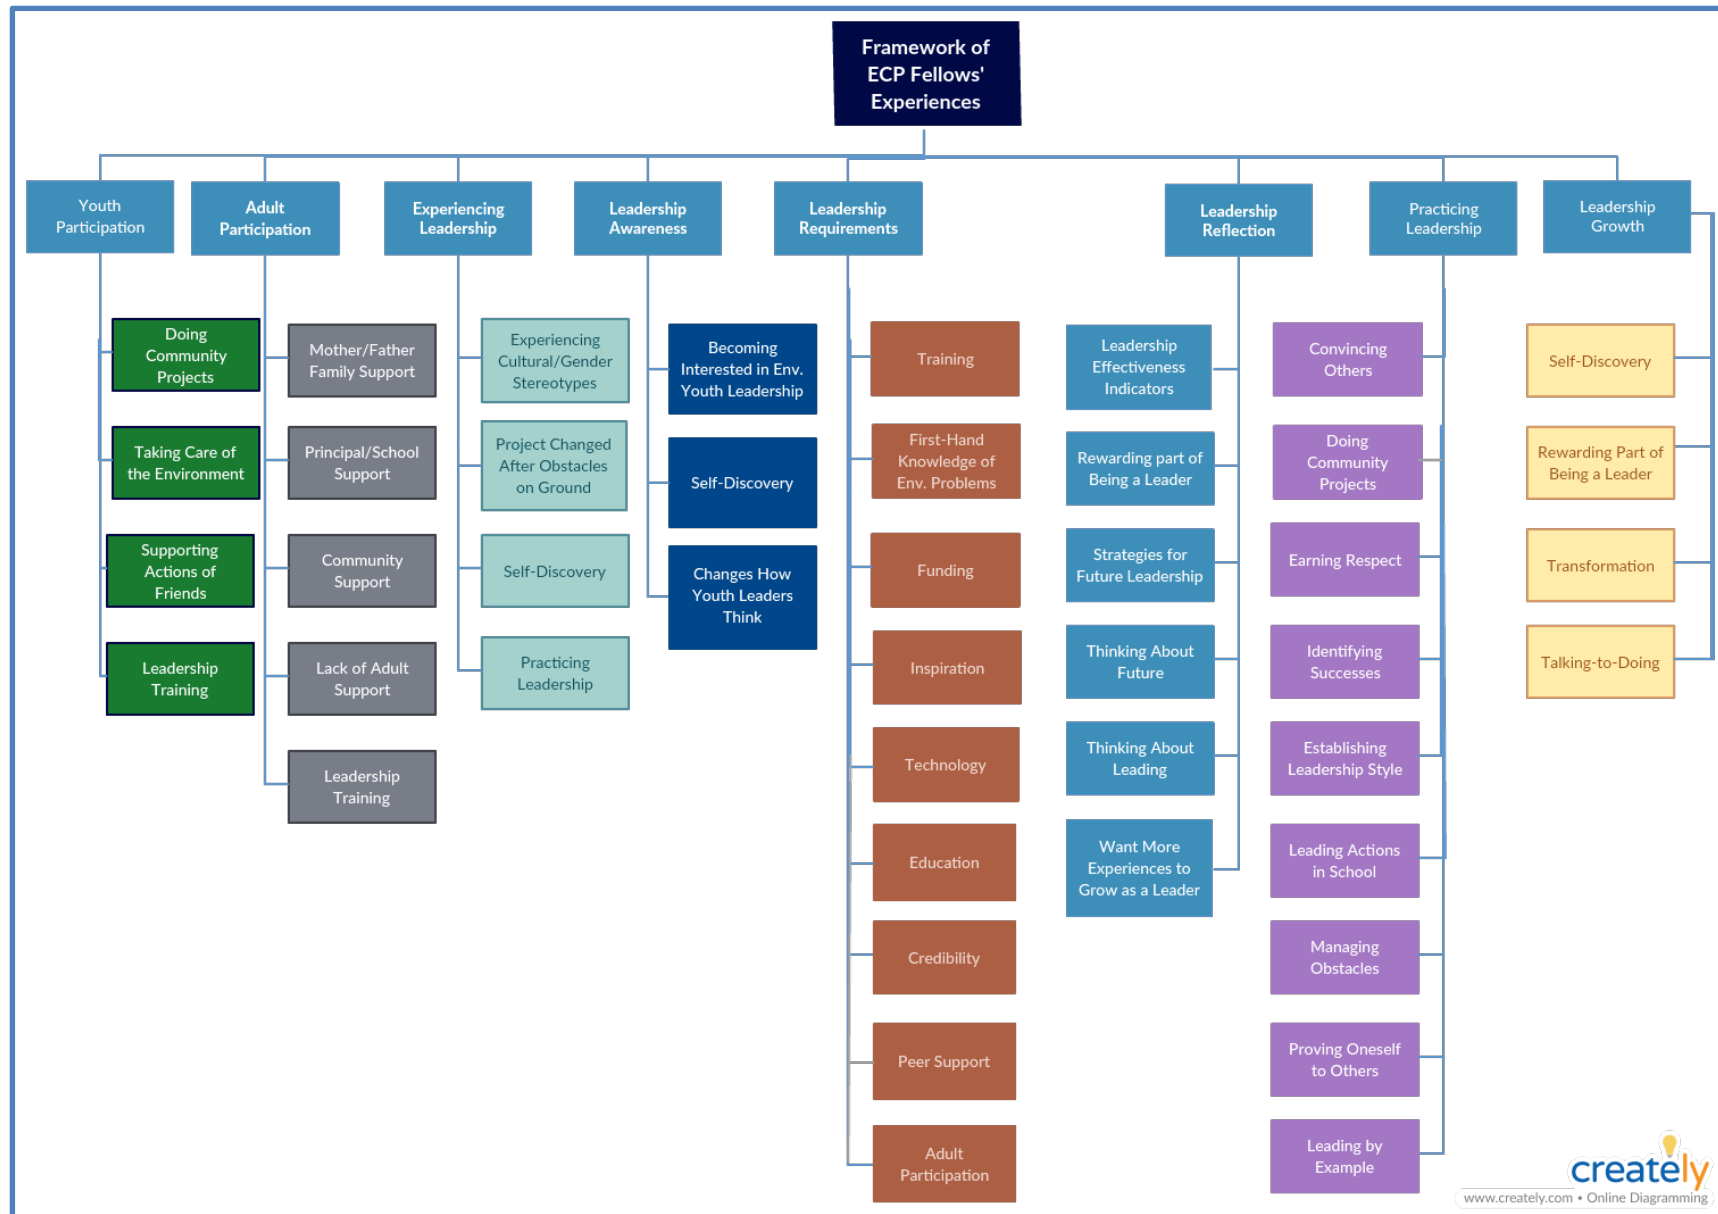 Framework of
ECP Fellows'
Experiences
Youth
Participation
Adult
Participation
Experiencing
Leadership
Leadership
Awareness
Leadership
Requirements
Leadership
Reflection
Practicing
Leadership
Leadership
Growth
Doing
Community
Projects
Taking Care of
the Environment
Supporting
Actions of
Friends
Leadership
Training
Mother/Father
Family Support
Principal/School
Support
Community
Support
Lack of Adult
Support
Leadership
Training
Experiencing
Cultural/Gender
Stereotypes
Project Changed
After Obstacles
on Ground
Self-Discovery
Practicing
Leadership
Becoming
Interested in Env.
Youth Leadership
Self-Discovery
Changes How
Youth Leaders
Think
Training
First-Hand
Knowledge of
Env. Problems
Funding
Inspiration
Technology
Education
Credibility
Peer Support
Adult
Participation
Leadership
Effectiveness
Indicators
Rewarding part of
Being a Leader
Strategies for
Future Leadership
Thinking About
Future
Thinking About
Leading
Want More
Experiences to
Grow as a Leader
Convincing
Others
Doing
Community
Projects
Earning Respect
Identifying
Successes
Establishing
Leadership Style
Leading Actions
in School
Managing
Obstacles
Proving Oneself
to Others
Leading by
Example
Self-Discovery
Rewarding Part of
Being a Leader
Transformation
Talking-to-Doing
creately
www.creately.com • Online Diagramming